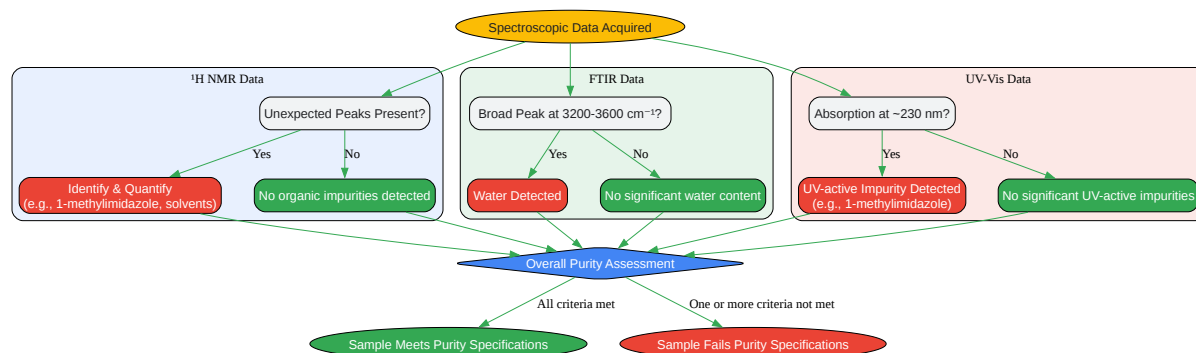 Spectroscopic Data Acquired
¹H NMR Data
FTIR Data
UV-Vis Data
Unexpected Peaks Present?
Broad Peak at 3200-3600 cm⁻¹?
Absorption at ~230 nm?
Yes
No
Yes
No
Yes
No
Identify & Quantify
(e.g., 1-methylimidazole, solvents)
No organic impurities detected
Water Detected
No significant water content
UV-active Impurity Detected
(e.g., 1-methylimidazole)
No significant UV-active impurities
Overall Purity Assessment
All criteria met
One or more criteria not met
Sample Meets Purity Specifications
Sample Fails Purity Specifications